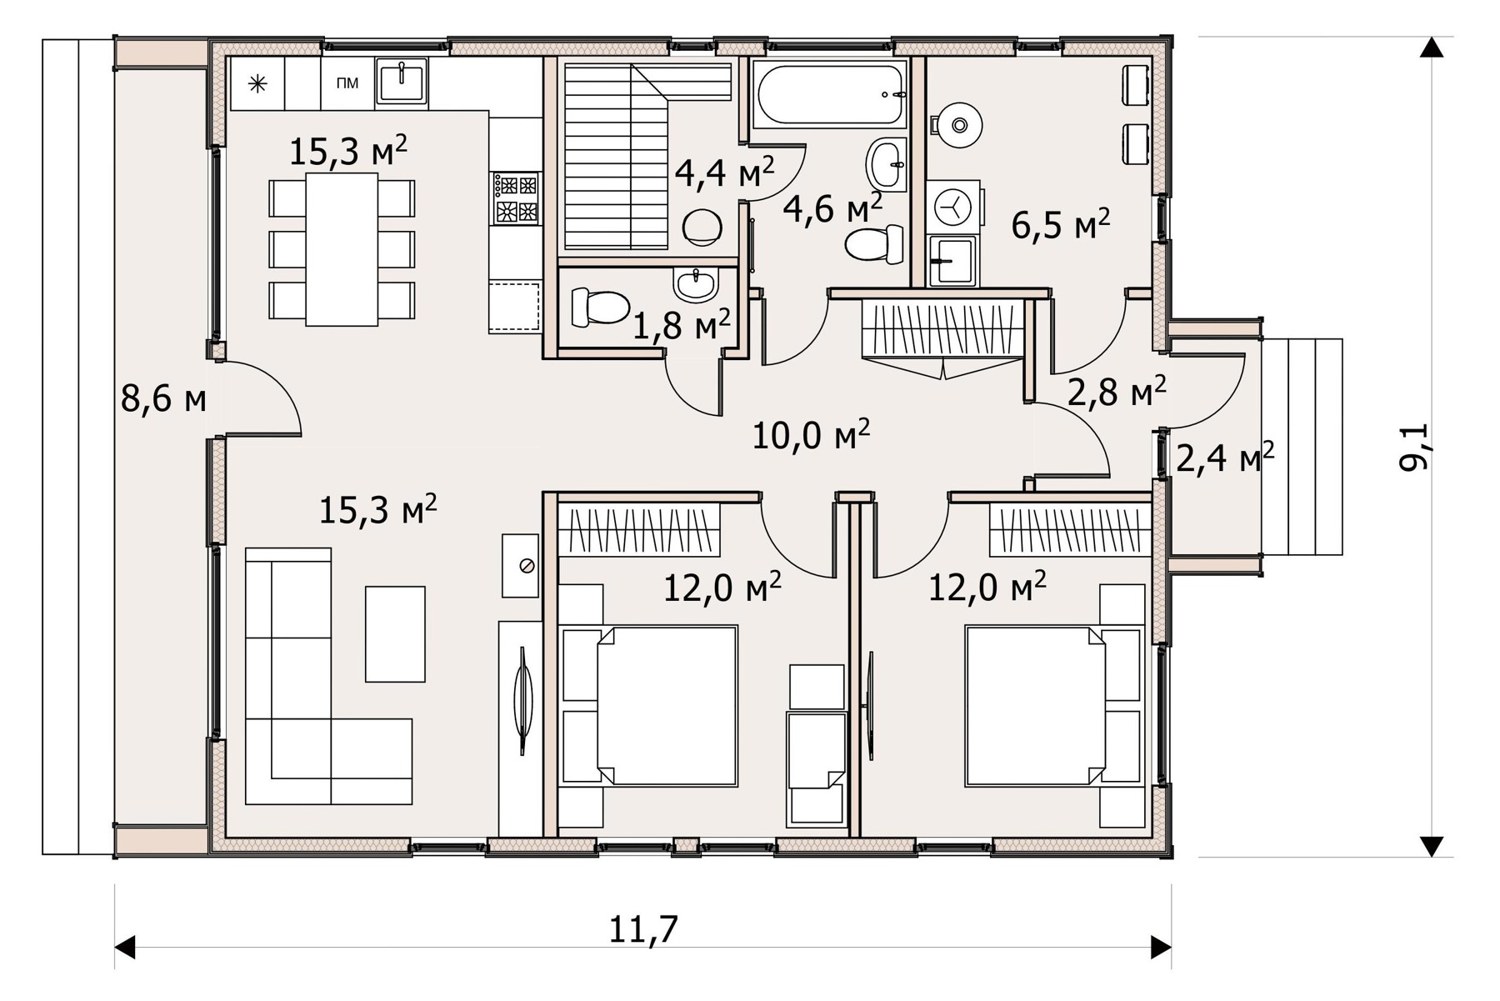 ПМ
15,3 м²
4,4 м²
4,6 м²
6,5 м²
1,8 м²
8,6 м
2,8 м²
10,0 м²
2,4 м²
9,1
15,3 м²
12,0 м²
12,0 м²
11,7